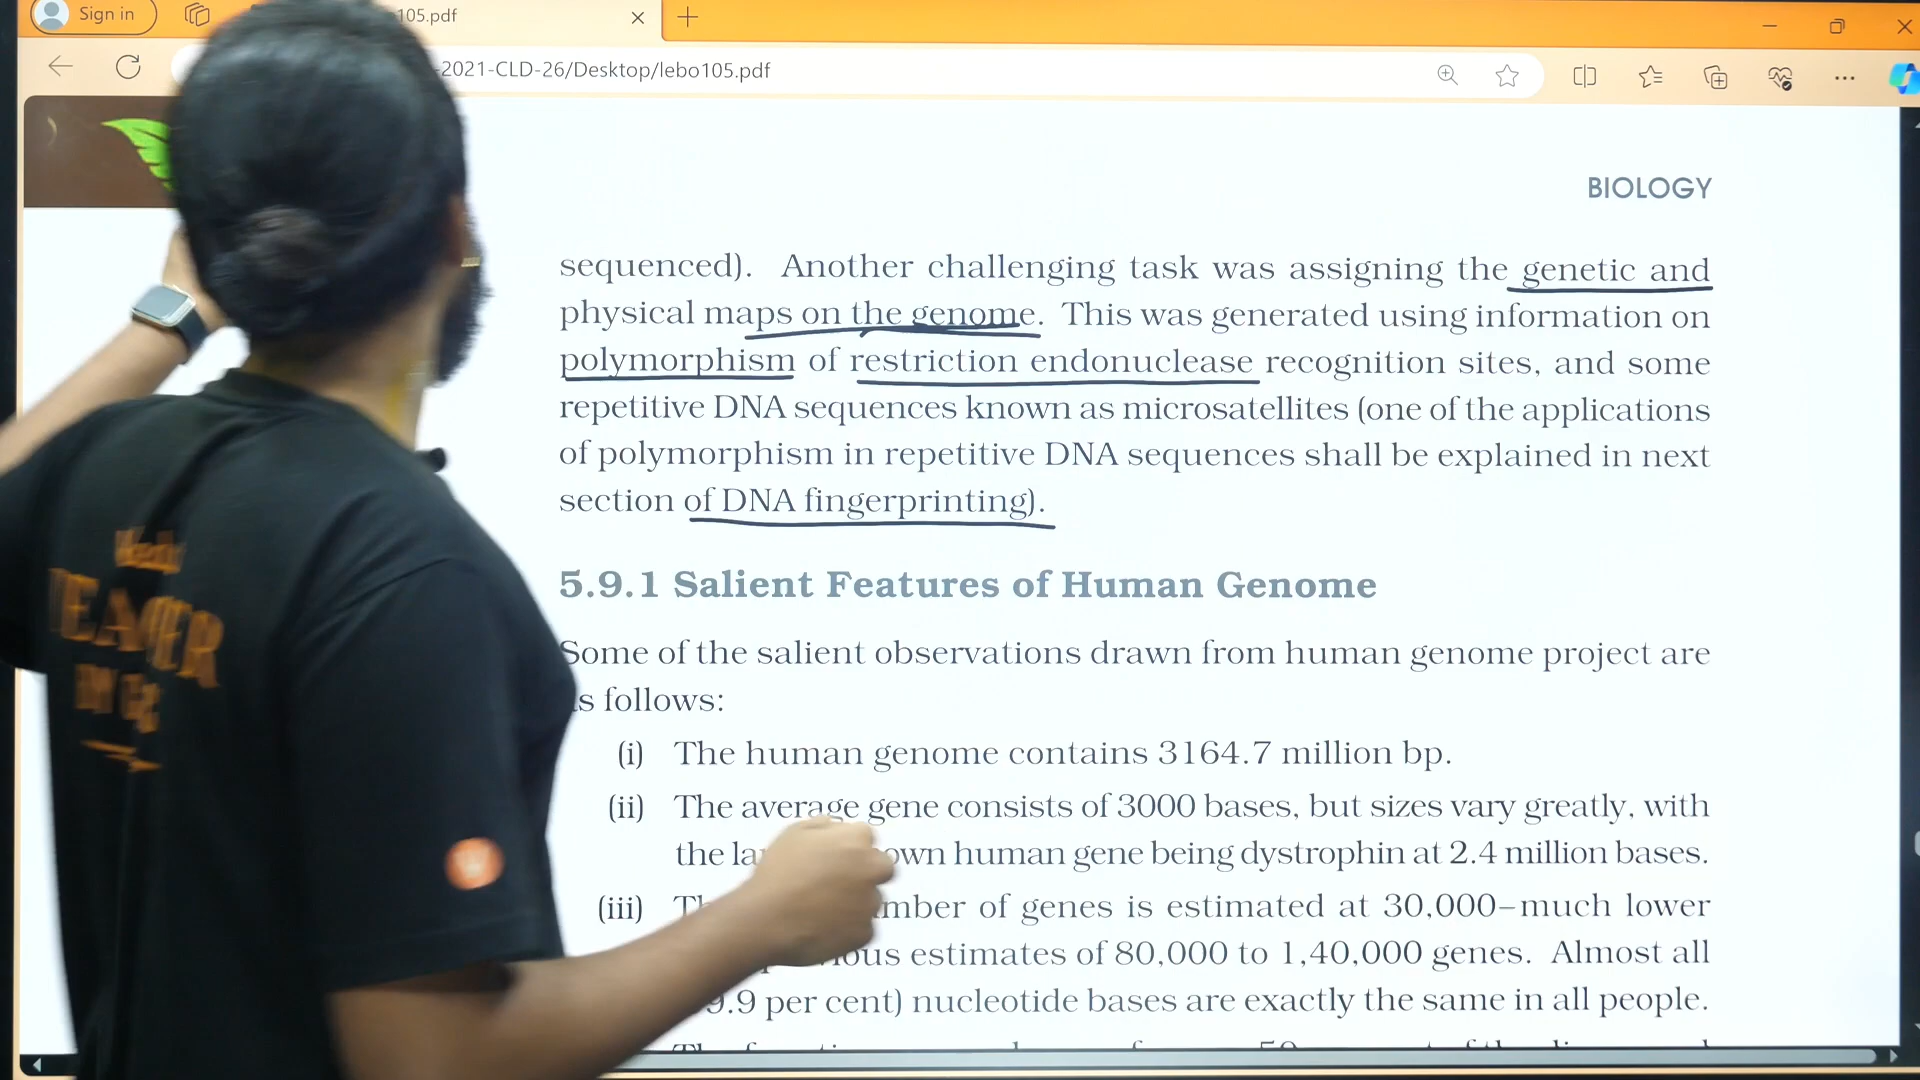 Sign in
105.pdf
-2021-CLD-26/Desktop/lebo105.pdf
BIOLOGY
sequenced). Another challenging task was assigning the genetic and
physical maps on the genome. This was generated using information on
polymorphism of restriction endonuclease recognition sites, and some
repetitive DNA sequences known as microsatellites (one of the applications
of polymorphism in repetitive DNA sequences shall be explained in next
section of DNA fingerprinting).
5.9.1 Salient Features of Human Genome
Some of the salient observations drawn from human genome project are
s follows:
(i) The human genome contains 3164.7 million bp.
(ii) The average gene consists of 3000 bases, but sizes vary greatly, with
the la own human gene being dystrophin at 2.4 million bases.
(iii) Th mber of genes is estimated at 30,000–much lower
ous estimates of 80,000 to 1,40,000 genes. Almost all
9.9 per cent) nucleotide bases are exactly the same in all people.